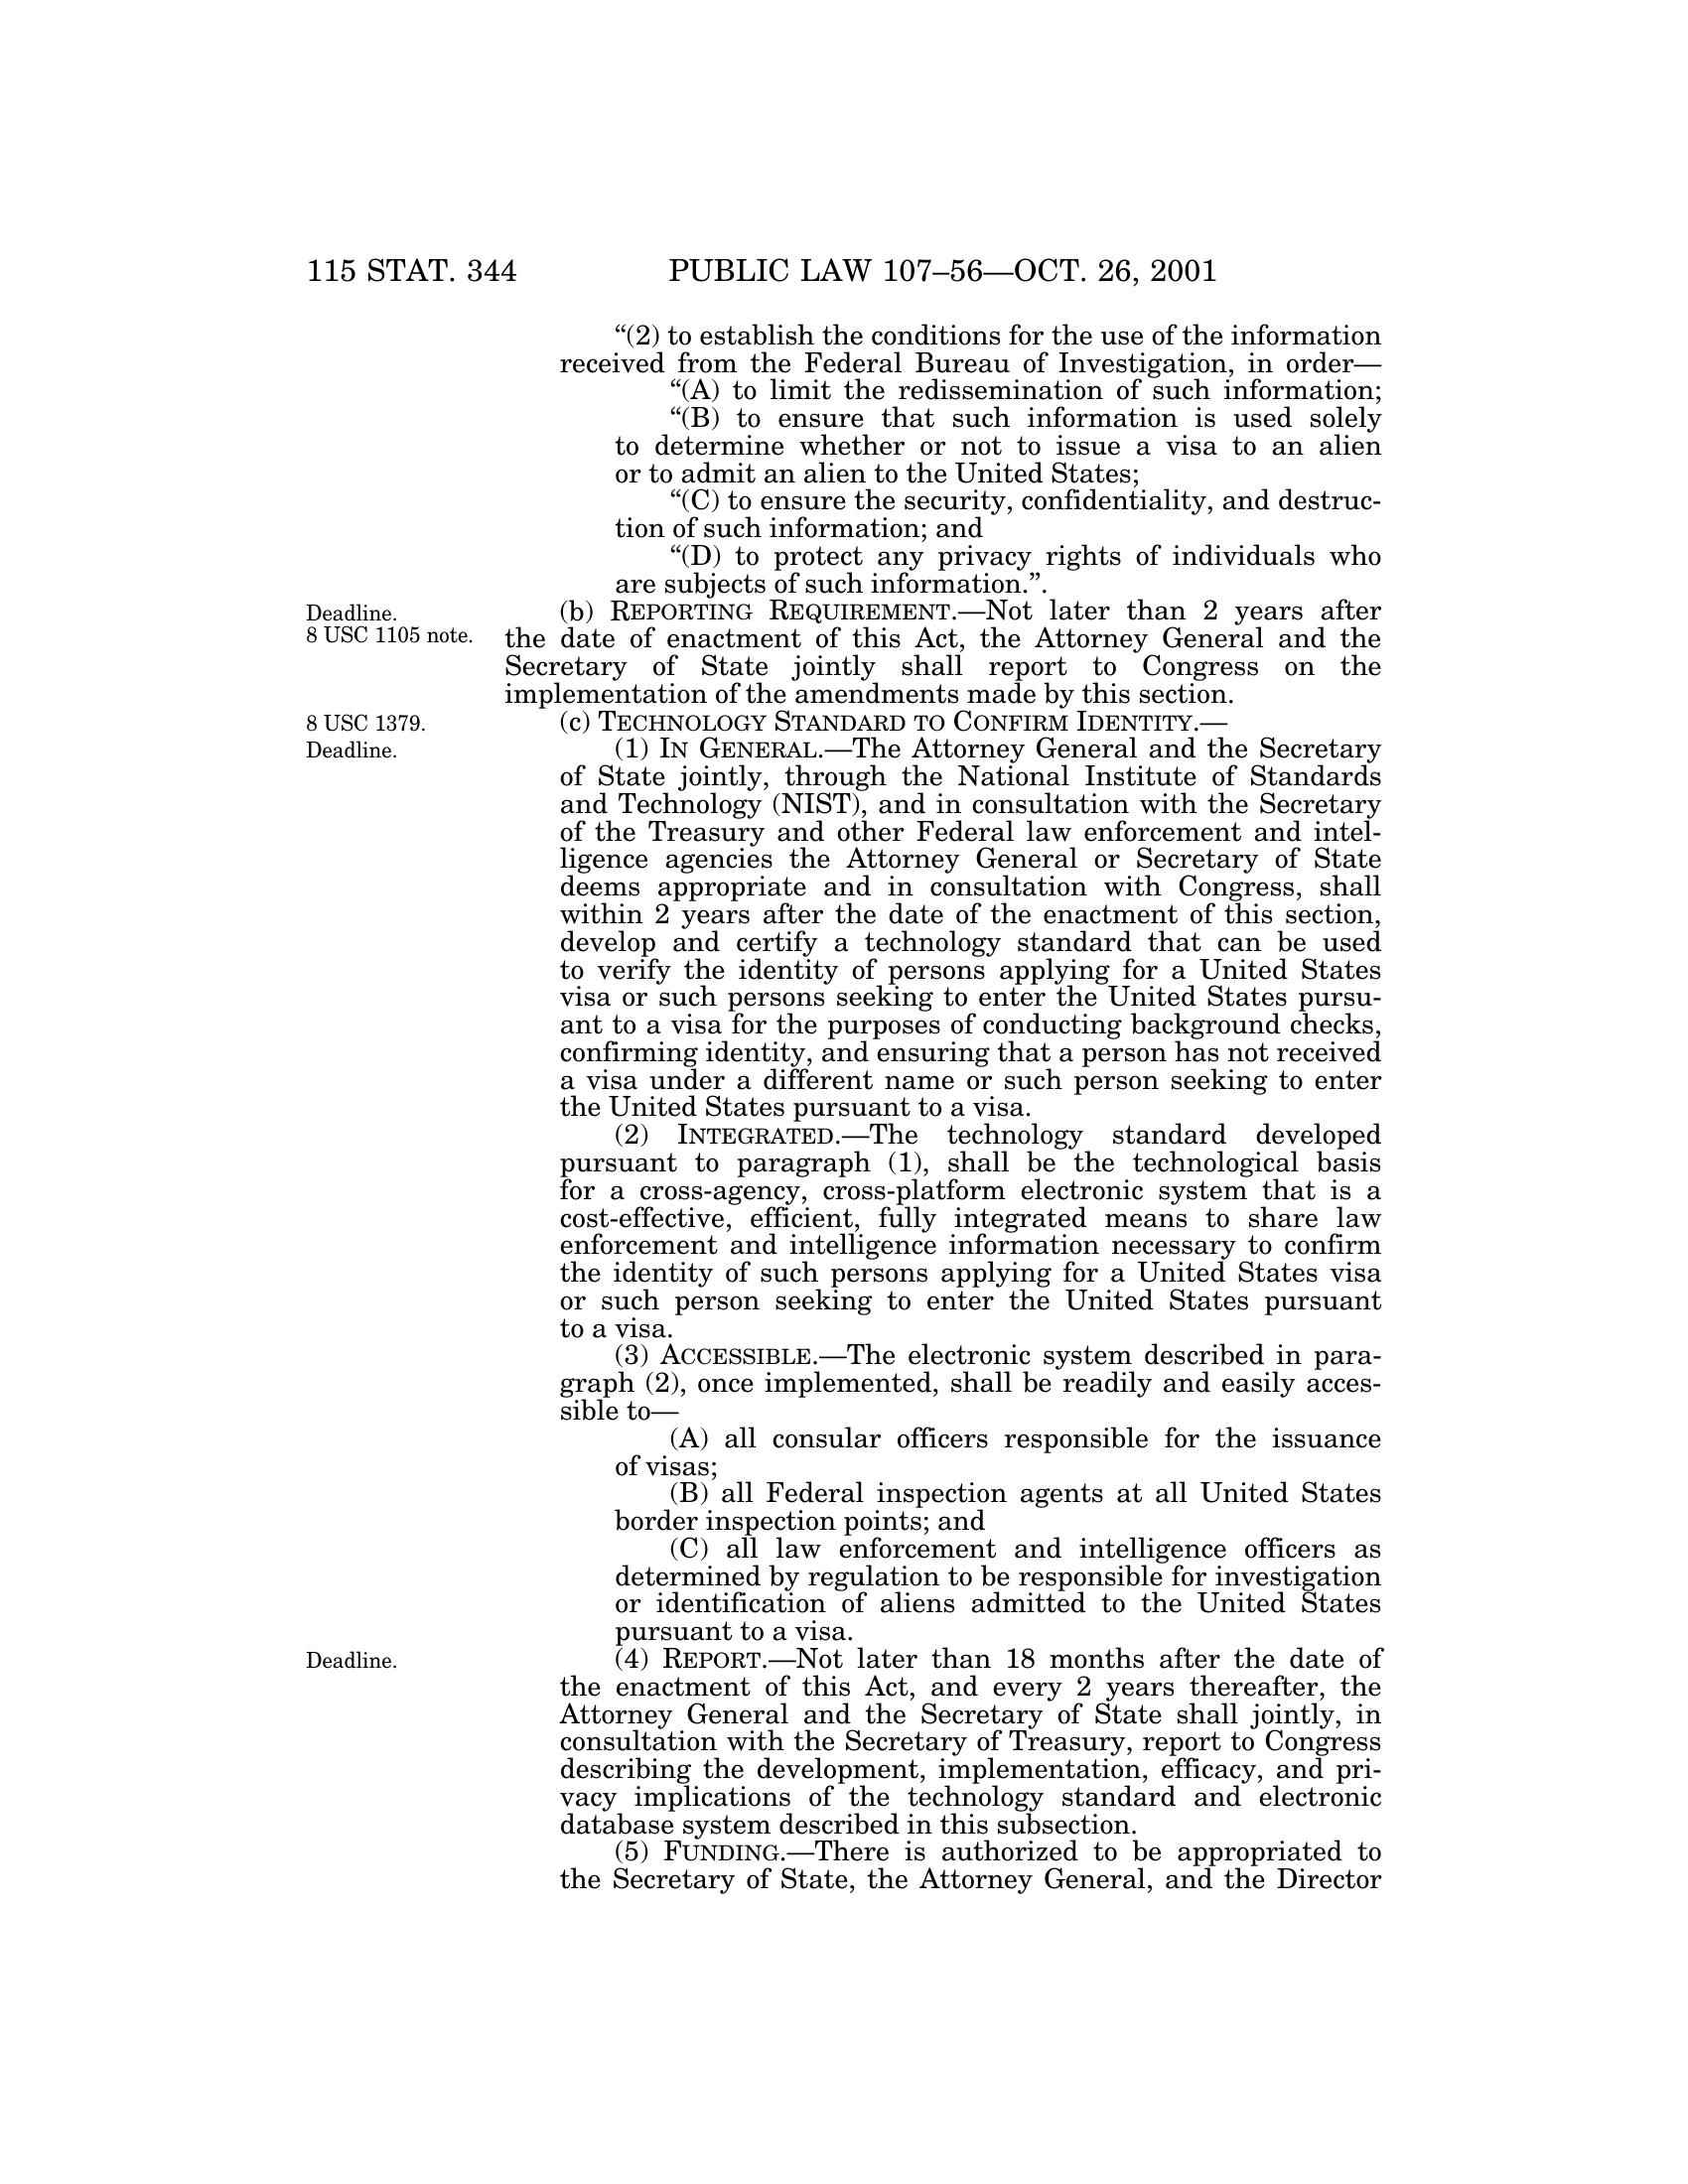 115 STAT. 344 PUBLIC LAW 107–56—OCT. 26, 2001
“(2) to establish the conditions for the use of the information
received from the Federal Bureau of Investigation, in order—
“(A) to limit the redissemination of such information;
“(B) to ensure that such information is used solely
to determine whether or not to issue a visa to an alien
or to admit an alien to the United States;
“(C) to ensure the security, confidentiality, and destruc-
tion of such information; and
“(D) to protect any privacy rights of individuals who
are subjects of such information.”.
Deadline.
8 USC 1105 note.
(b) REPORTING REQUIREMENT.—Not later than 2 years after
the date of enactment of this Act, the Attorney General and the
Secretary of State jointly shall report to Congress on the
implementation of the amendments made by this section.
8 USC 1379.
(c) TECHNOLOGY STANDARD TO CONFIRM IDENTITY.—
Deadline.
(1) IN GENERAL.—The Attorney General and the Secretary
of State jointly, through the National Institute of Standards
and Technology (NIST), and in consultation with the Secretary
of the Treasury and other Federal law enforcement and intel-
ligence agencies the Attorney General or Secretary of State
deems appropriate and in consultation with Congress, shall
within 2 years after the date of the enactment of this section,
develop and certify a technology standard that can be used
to verify the identity of persons applying for a United States
visa or such persons seeking to enter the United States pursu-
ant to a visa for the purposes of conducting background checks,
confirming identity, and ensuring that a person has not received
a visa under a different name or such person seeking to enter
the United States pursuant to a visa.
(2) INTEGRATED.—The technology standard developed
pursuant to paragraph (1), shall be the technological basis
for a cross-agency, cross-platform electronic system that is a
cost-effective, efficient, fully integrated means to share law
enforcement and intelligence information necessary to confirm
the identity of such persons applying for a United States visa
or such person seeking to enter the United States pursuant
to a visa.
(3) ACCESSIBLE.—The electronic system described in para-
graph (2), once implemented, shall be readily and easily acces-
sible to—
(A) all consular officers responsible for the issuance
of visas;
(B) all Federal inspection agents at all United States
border inspection points; and
(C) all law enforcement and intelligence officers as
determined by regulation to be responsible for investigation
or identification of aliens admitted to the United States
pursuant to a visa.
Deadline.
(4) REPORT.—Not later than 18 months after the date of
the enactment of this Act, and every 2 years thereafter, the
Attorney General and the Secretary of State shall jointly, in
consultation with the Secretary of Treasury, report to Congress
describing the development, implementation, efficacy, and pri-
vacy implications of the technology standard and electronic
database system described in this subsection.
(5) FUNDING.—There is authorized to be appropriated to
the Secretary of State, the Attorney General, and the Director